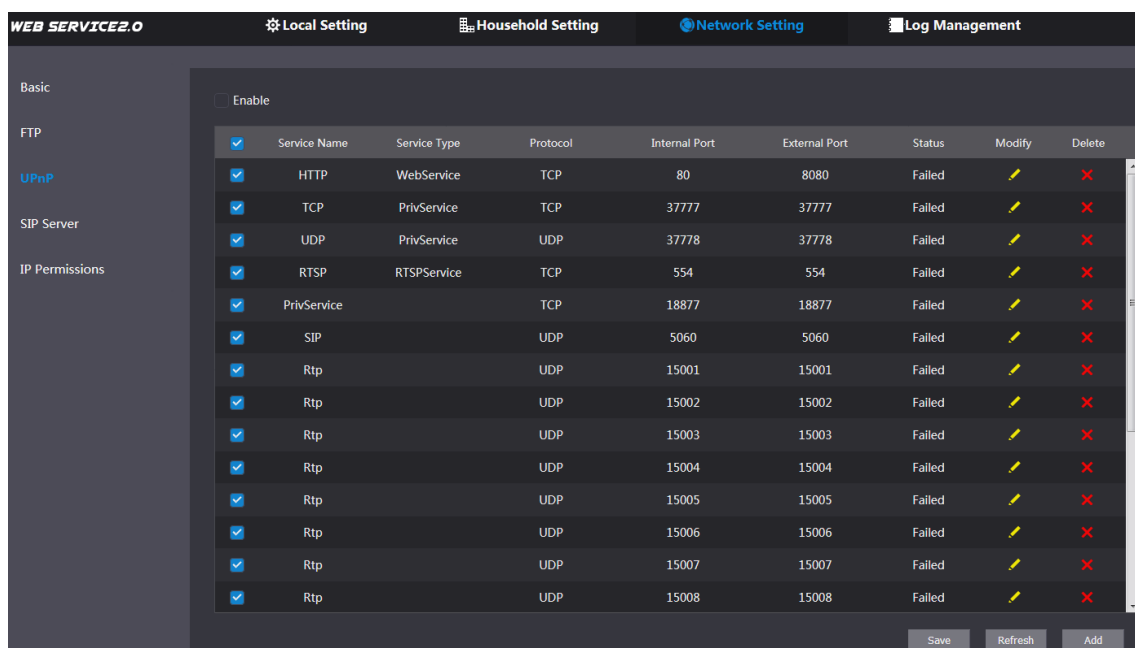 WEB SERVICE2.0 Local Setting Household Setting Network Setting Log Management
Basic
FTP
UPnP
SIP Server
IP Permissions
Enable
Service Name Service Type Protocol Internal Port External Port Status Modify Delete
HTTP WebService TCP 80 8080 Failed
TCP PrivService TCP 37777 37777 Failed
UDP PrivService UDP 37778 37778 Failed
RTSP RTSPService TCP 554 554 Failed
PrivService TCP 18877 18877 Failed
SIP UDP 5060 5060 Failed
Rtp UDP 15001 15001 Failed
Rtp UDP 15002 15002 Failed
Rtp UDP 15003 15003 Failed
Rtp UDP 15004 15004 Failed
Rtp UDP 15005 15005 Failed
Rtp UDP 15006 15006 Failed
Rtp UDP 15007 15007 Failed
Rtp UDP 15008 15008 Failed
Save Refresh Add